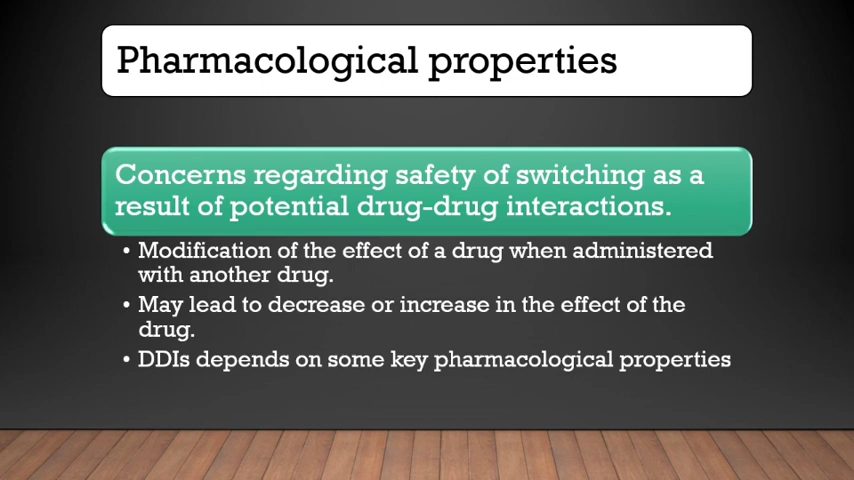 Pharmacological properties
Concerns regarding safety of switching as a
result of potential drug-drug interactions.
• Modification of the effect of a drug when administered
with another drug.
• May lead to decrease or increase in the effect of the
drug.
• DDIs depends on some key pharmacological properties